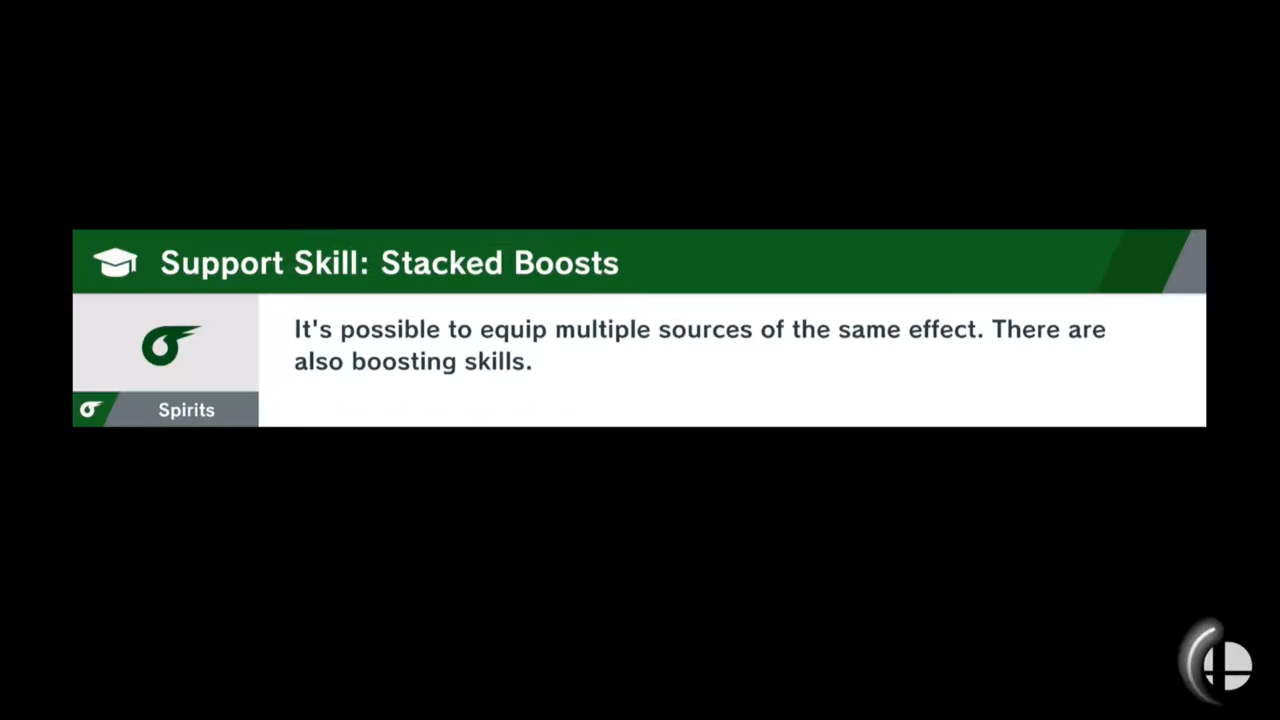 Support Skill: Stacked Boosts
It's possible to equip multiple sources of the same effect. There are
also boosting skills.
Spirits